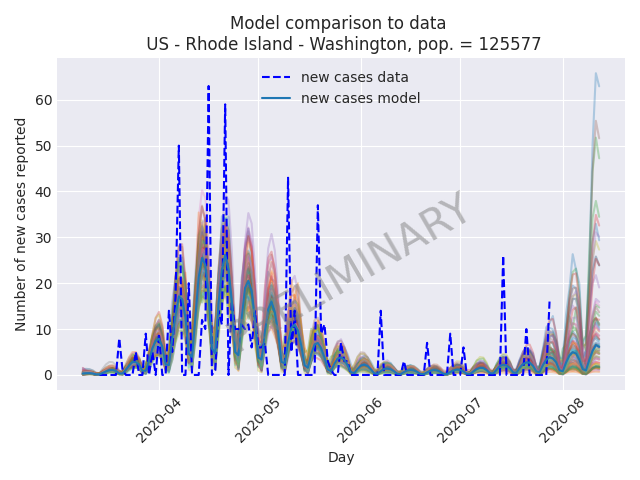 Model comparison to data
US - Rhode Island - Washington, pop. = 125577
new cases data
new cases model
Number of new cases reported
60
50
40
30
20
10
0
PRELIMINARY
2020-04
2020-05
2020-06
2020-07
2020-08
Day